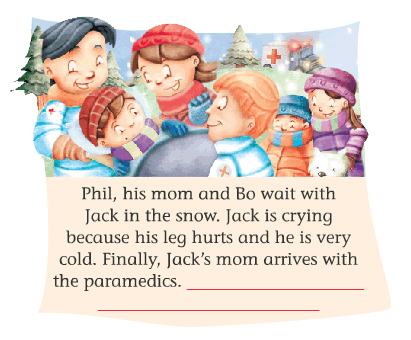 Phil, his mom and Bo wait with
Jack in the snow. Jack is crying
because his leg hurts and he is very
cold. Finally, Jack's mom arrives with
the paramedics.